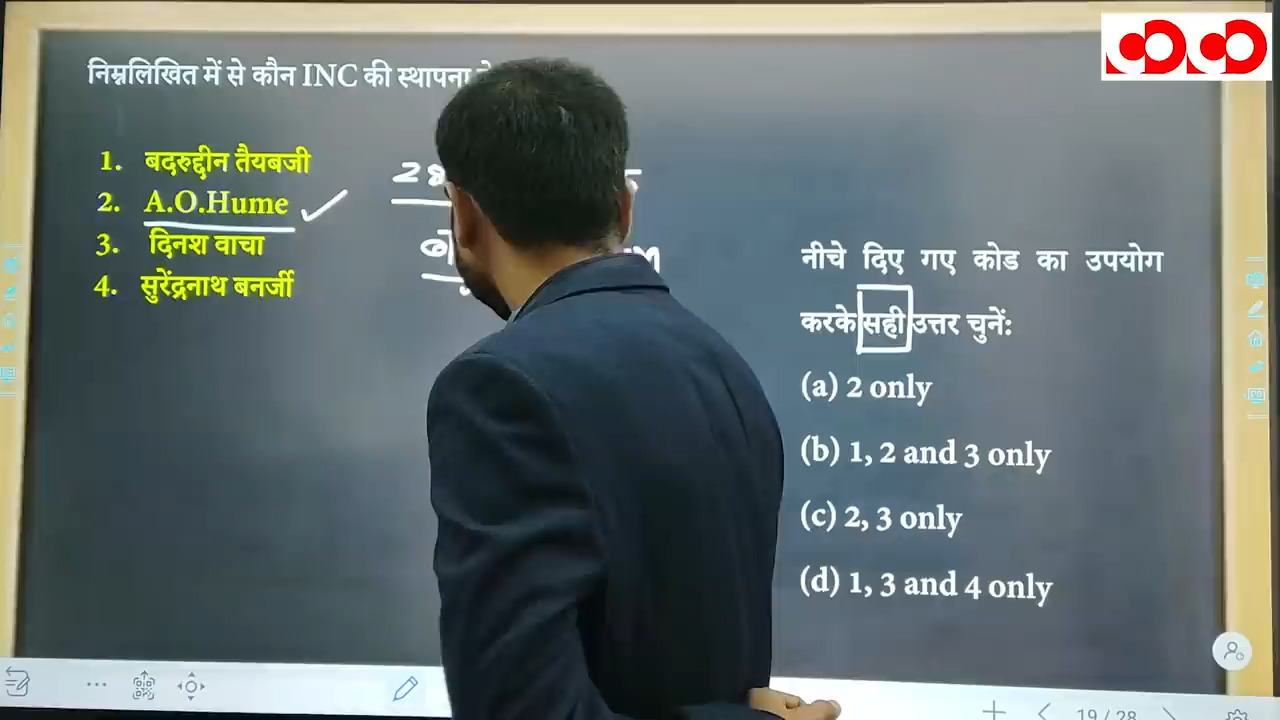 निम्नलिखित में से कौन INC की स्थापना
1. बदरुद्दीन तैयबजी
2. A.O.Hume
3. दिनश वाचा
4. सुरेंद्रनाथ बनर्जी
नीचे दिए गए कोड का उपयोग
करके सही उत्तर चुनें:
(a) 2 only
(b) 1, 2 and 3 only
(c) 2, 3 only
(d) 1, 3 and 4 only
19 / 28